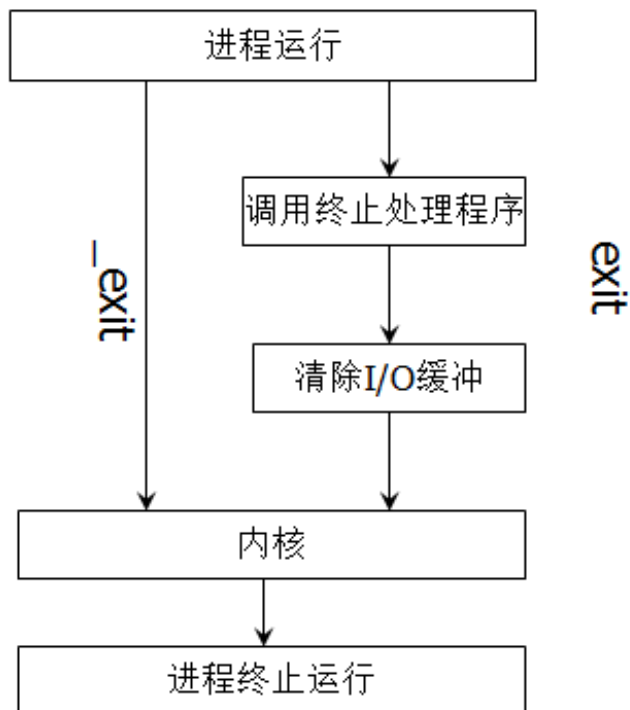 进程运行
调用终止处理程序
_exit
exit
清除I/O缓冲
内核
进程终止运行